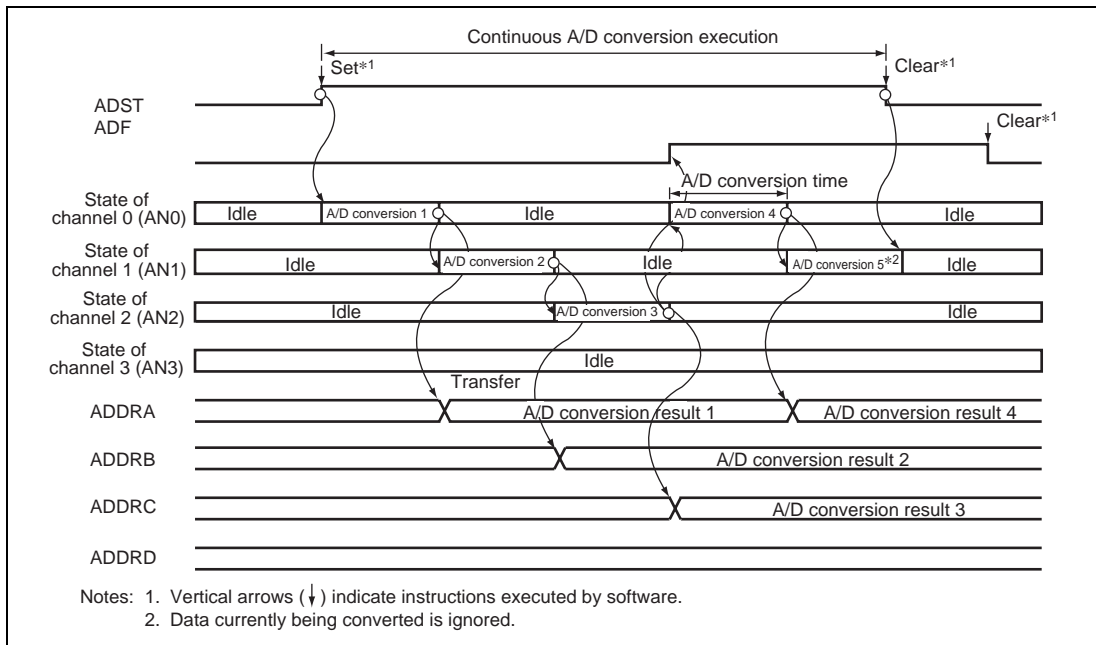 Continuous A/D conversion execution
Set*1
Clear*1
ADST
ADF
Clear*1
A/D conversion time
State of
channel 0 (AN0)
Idle
A/D conversion 1
Idle
A/D conversion 4
Idle
State of
channel 1 (AN1)
Idle
A/D conversion 2
Idle
A/D conversion 5*2
Idle
State of
channel 2 (AN2)
Idle
A/D conversion 3
Idle
State of
channel 3 (AN3)
Idle
Transfer
ADDRA
A/D conversion result 1
A/D conversion result 4
ADDRB
A/D conversion result 2
ADDRC
A/D conversion result 3
ADDRD
Notes: 1. Vertical arrows (↓) indicate instructions executed by software.
2. Data currently being converted is ignored.